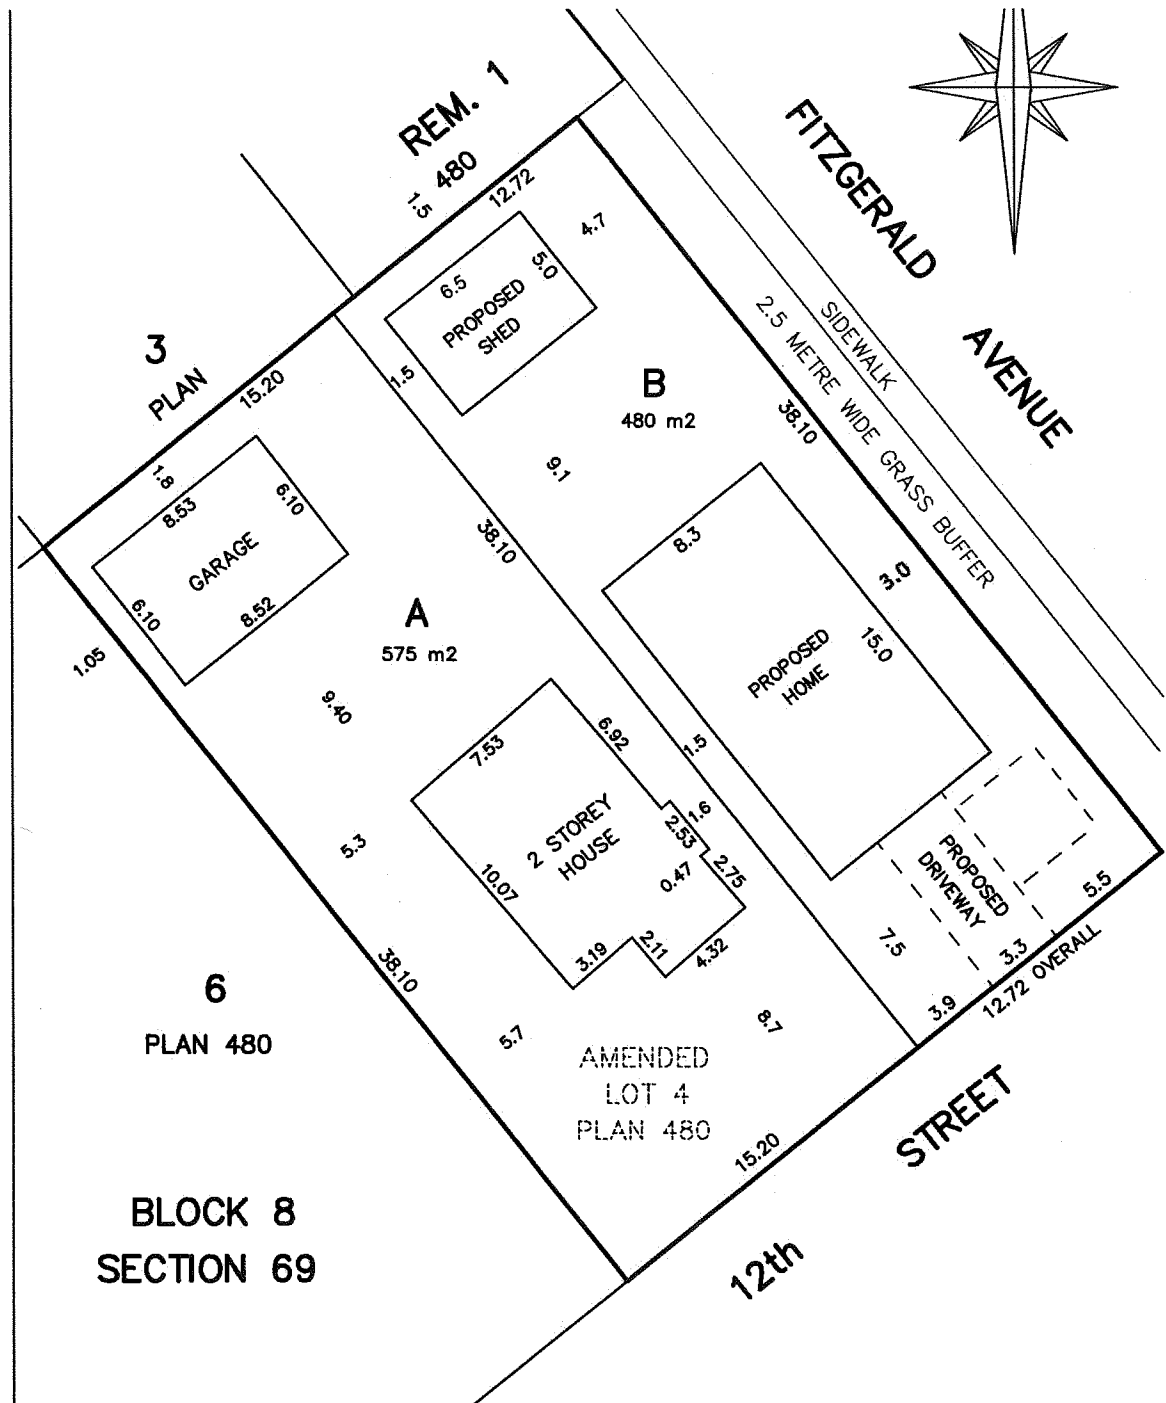 REM. 1
480
1.5
12.72
4.7
FITZGERALD
AVENUE
SIDEWALK
2.5 METRE WIDE GRASS BUFFER
6.5
5.0
PROPOSED
SHED
3
PLAN
15.20
1.5
B
480 m2
38.10
9.1
1.8
8.53
6.10
GARAGE
6.10
8.52
38.10
8.3
3.0
A
575 m2
1.05
PROPOSED
HOME
15.0
9.40
7.53
6.92
1.5
1.6
2.53
2 STOREY
HOUSE
2.75
0.47
5.3
10.07
PROPOSED
DRIVEWAY
5.5
3.19
2.11
4.32
7.5
3.3
12.72 OVERALL
3.9
38.10
6
PLAN 480
5.7
8.7
AMENDED
LOT 4
PLAN 480
15.20
STREET
12th
BLOCK 8
SECTION 69